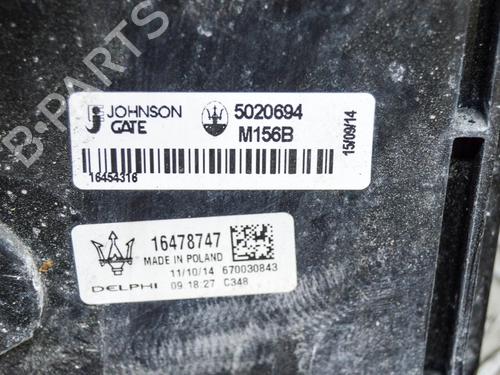 B-PARTS
JOHNSON
GATE
5020694
M156B
15/09/14
16454316
16478747
MADE IN POLAND
11/10/14 670030843
DELPHI 09:18:27 C348